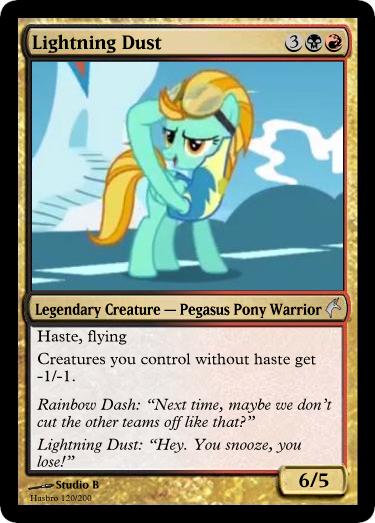 Lightning Dust 3
Legendary Creature — Pegasus Pony Warrior
Haste, flying
Creatures you control without haste get
-1/-1.
Rainbow Dash: “Next time, maybe we don’t
cut the other teams off like that?”
Lightning Dust: “Hey. You snooze, you
lose!”
Studio B
6/5
Hasbro 120/200